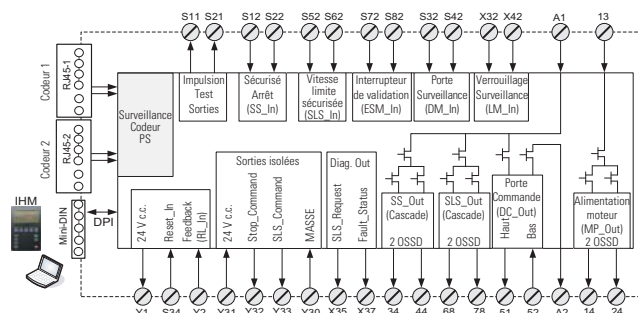 S11 S21 S12 S22 S52 S62 S72 S82 S32 S42 X32 X42 A1 13
Codeur 1
RJ45-1
Codeur 2
RJ45-2
IHM
Mini-DIN
DPI
Surveillance
Codeur
PS
Impulsion
Test
Sorties
Sécurisé
Arrêt
(SS_In)
Vitesse
limite
sécurisée
(SLS_In)
Interrupteur
de validation
(ESM_In)
Porte
Surveillance
(DM_In)
Verrouillage
Surveillance
(LM_In)
24 V c.c.
Reset_In
Feedback
(RL_In)
Sorties isolées
24 V c.c.
Stop_Command
SLS_Command
MASSE
Diag. Out
SLS_Request
Fault_Status
SS_Out
(Cascade)
2 OSSD
SLS_Out
(Cascade)
2 OSSD
Porte
Commande
(DC_Out)
Haut
Bas
Alimentation
moteur
(MP_Out)
2 OSSD
Y1 S34 Y2 Y31 Y32 Y33 Y30 X35 X37 34 44 68 78 51 52 A2 14 24